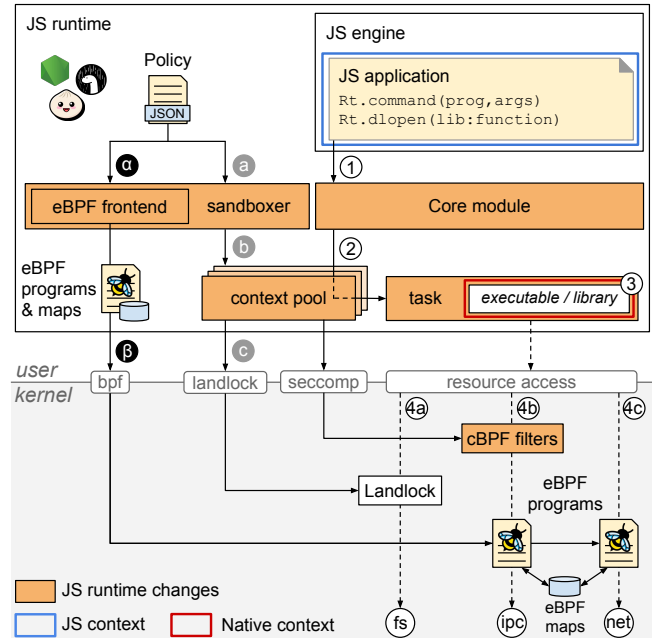 JS runtime
Policy
JSON
JS engine
JS application
Rt.command(prog,args)
Rt.dlopen(lib:function)
α
a
1
eBPF frontend
sandboxer
Core module
b
2
eBPF
programs
& maps
context pool
task
executable / library
3
β
c
user
kernel
bpf
landlock
seccomp
resource access
4a
4b
4c
cBPF filters
Landlock
eBPF
programs
JS runtime changes
JS context
Native context
fs
ipc
eBPF
maps
net